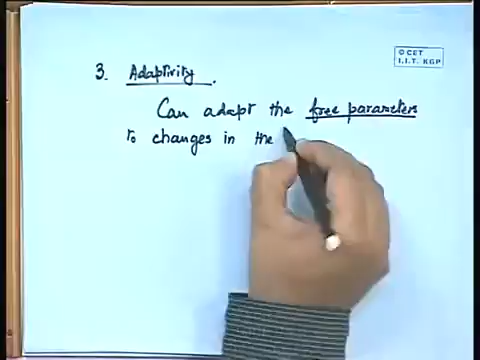 © CET
I.I.T. KGP
3. Adaptivity.
Can adapt the free parameters
to changes in the